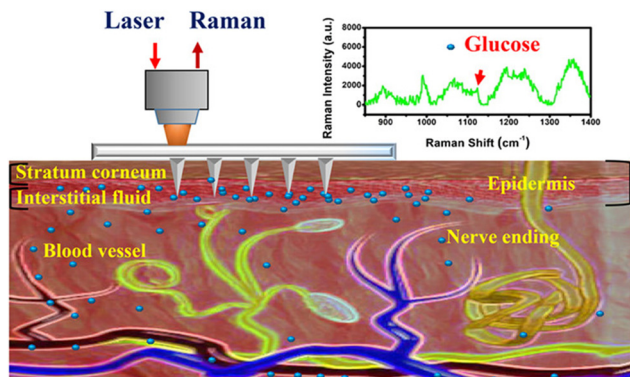 Laser Raman
Glucose
Raman Intensity (a.u.)
8000
6000
4000
2000
0
900 1000 1100 1200 1300 1400
Raman Shift (cm⁻¹)
Stratum corneum
Interstitial fluid
Epidermis
Blood vessel
Nerve ending